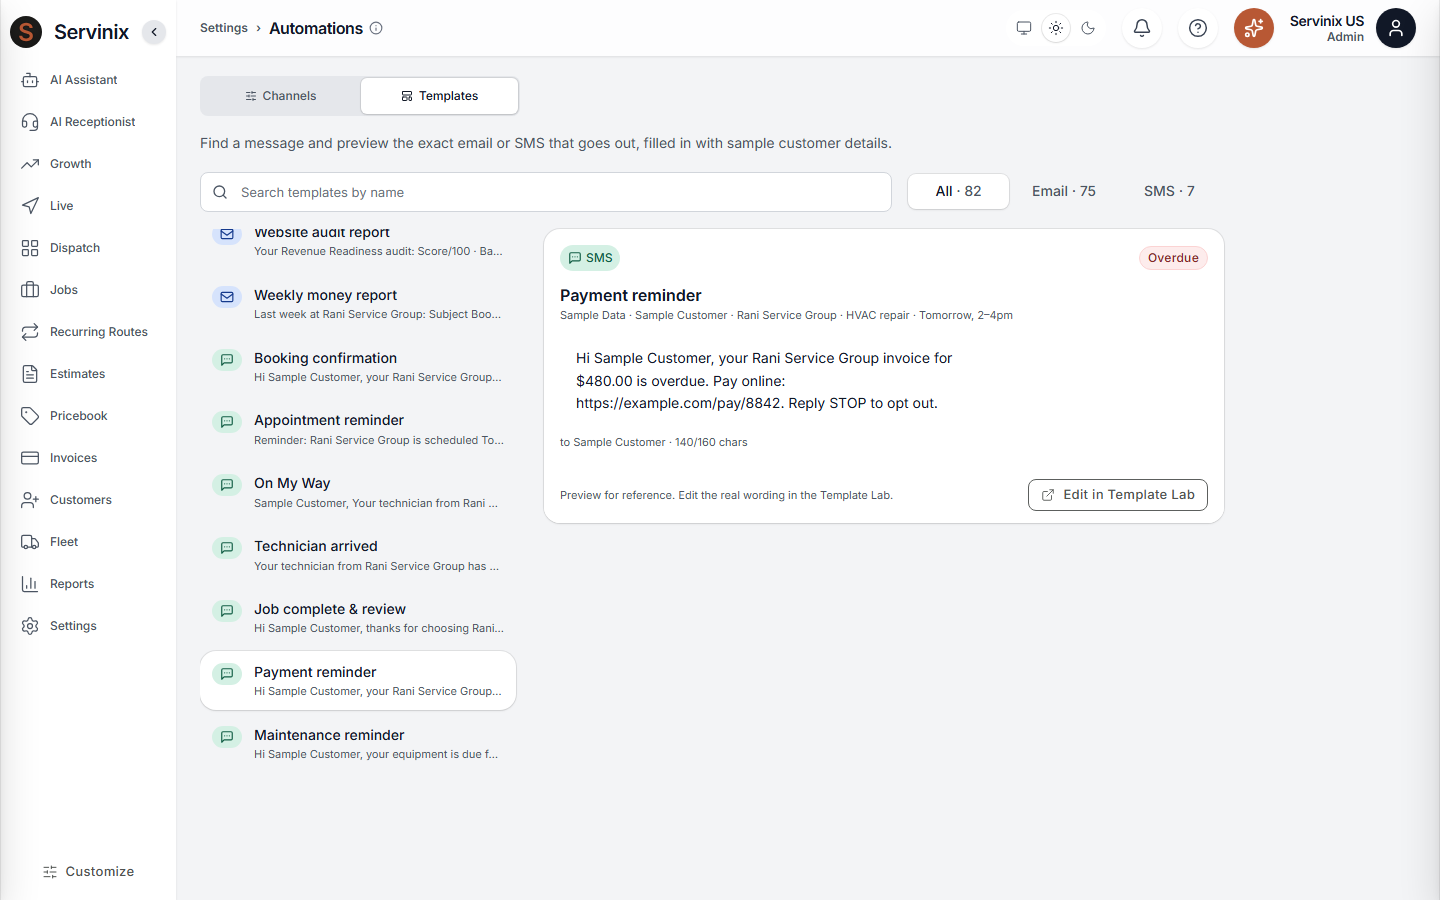 Servinix
AI Assistant
AI Receptionist
Growth
Live
Dispatch
Jobs
Recurring Routes
Estimates
Pricebook
Invoices
Customers
Fleet
Reports
Settings
Customize
Settings › Automations
Servinix US
Admin
Channels
Templates
Find a message and preview the exact email or SMS that goes out, filled in with sample customer details.
Search templates by name
All · 82
Email · 75
SMS · 7
Website audit report
Your Revenue Readiness audit: Score/100 · Ba...
Weekly money report
Last week at Rani Service Group: Subject Boo...
Booking confirmation
Hi Sample Customer, your Rani Service Group...
Appointment reminder
Reminder: Rani Service Group is scheduled To...
On My Way
Sample Customer, Your technician from Rani ...
Technician arrived
Your technician from Rani Service Group has ...
Job complete & review
Hi Sample Customer, thanks for choosing Rani...
Payment reminder
Hi Sample Customer, your Rani Service Group...
Maintenance reminder
Hi Sample Customer, your equipment is due f...
SMS
Overdue
Payment reminder
Sample Data · Sample Customer · Rani Service Group · HVAC repair · Tomorrow, 2–4pm
Hi Sample Customer, your Rani Service Group invoice for
$480.00 is overdue. Pay online:
https://example.com/pay/8842. Reply STOP to opt out.
to Sample Customer · 140/160 chars
Preview for reference. Edit the real wording in the Template Lab.
Edit in Template Lab